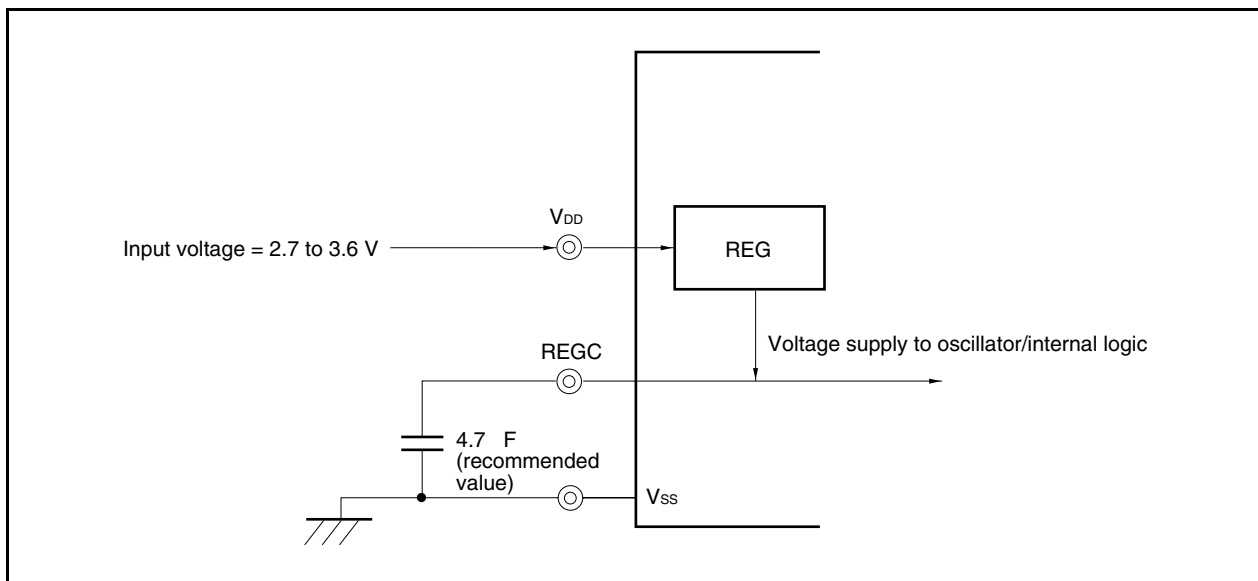 VDD
Input voltage = 2.7 to 3.6 V
REG
Voltage supply to oscillator/internal logic
REGC
4.7 F
(recommended
value)
VSS